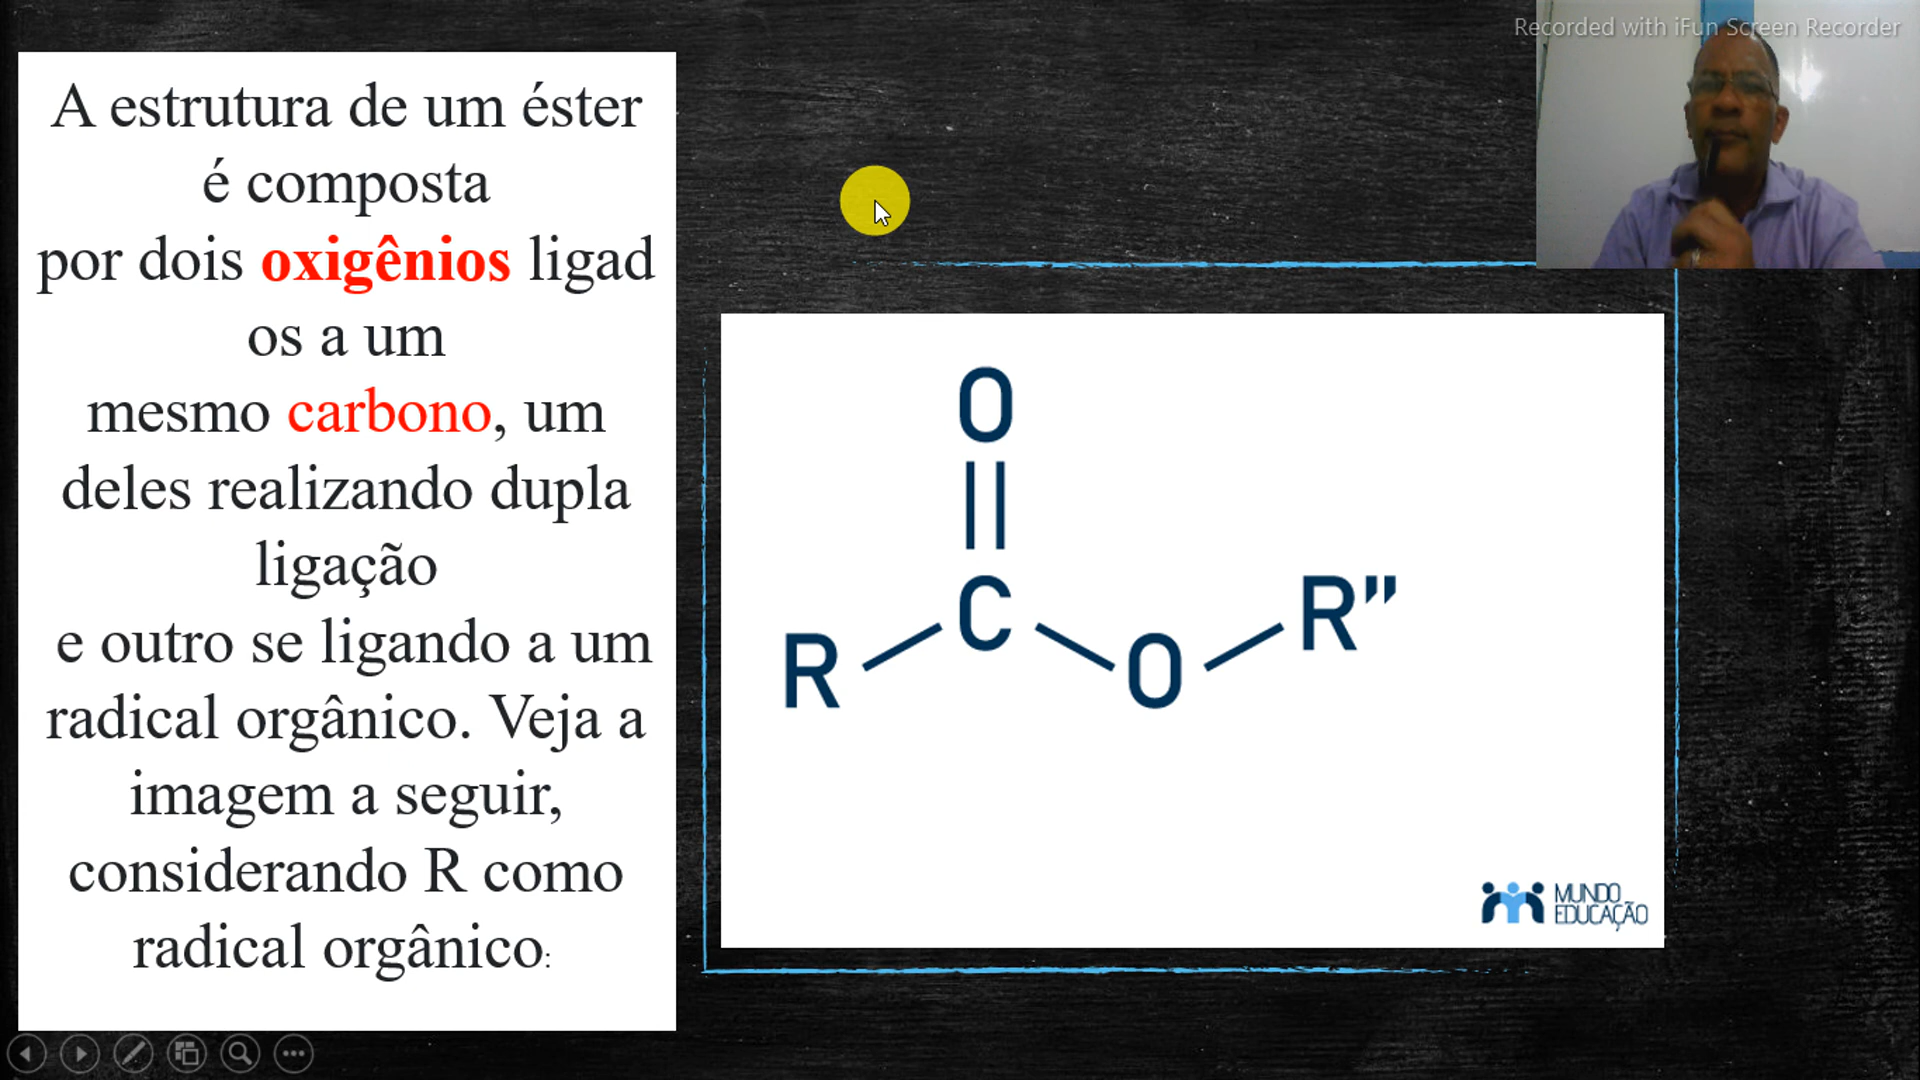 Recorded with iFun Screen Recorder
A estrutura de um éster
é composta
por dois oxigênios ligad
os a um
mesmo carbono, um
deles realizando dupla
ligação
e outro se ligando a um
radical orgânico. Veja a
imagem a seguir,
considerando R como
radical orgânico:
O
C
R
O
R”
MUNDO
EDUCAÇÃO